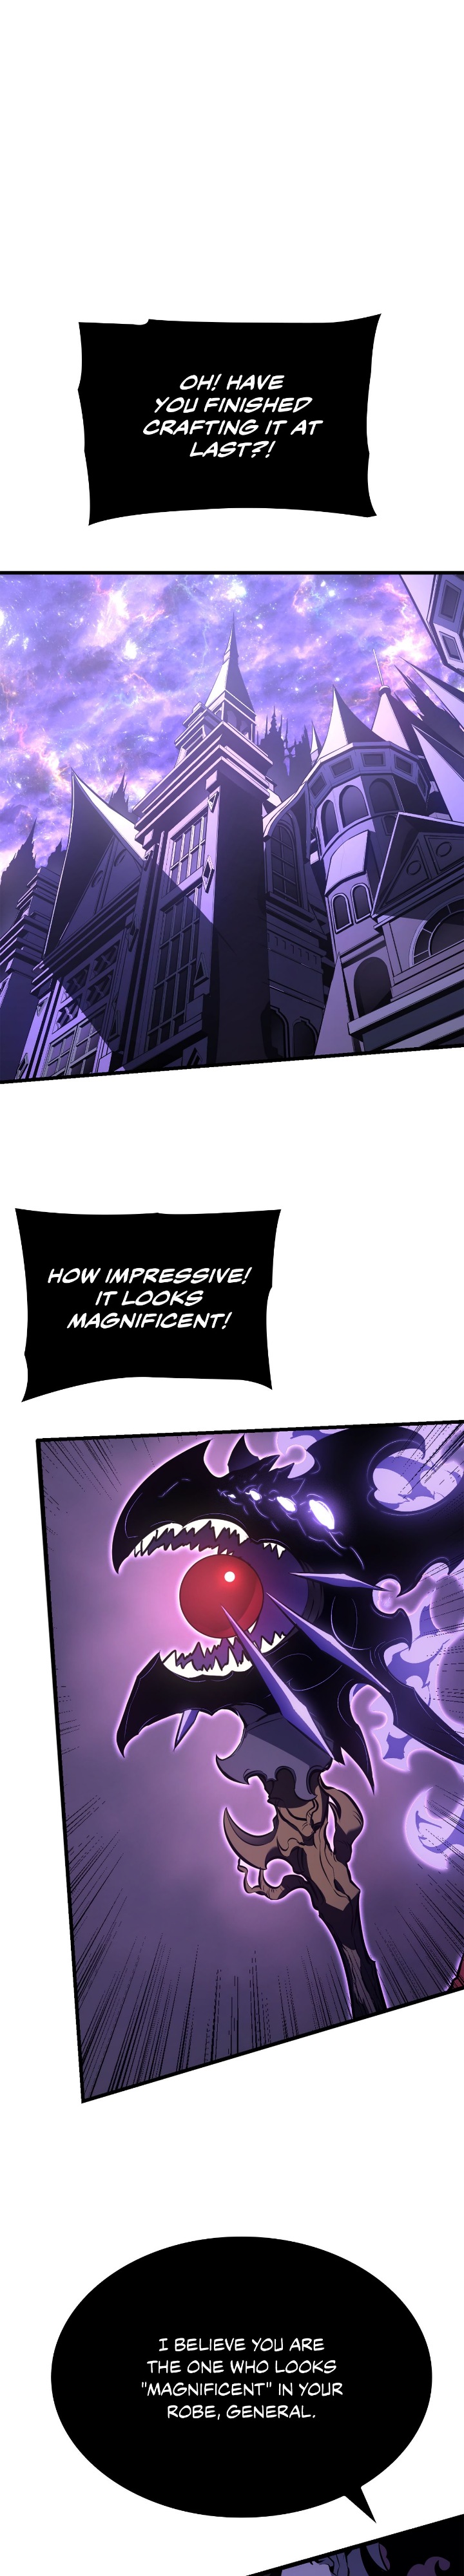 OH! HAVE
YOU FINISHED
CRAFTING IT AT
LAST?!
HOW IMPRESSIVE!
IT LOOKS
MAGNIFICENT!
I BELIEVE YOU ARE
THE ONE WHO LOOKS
"MAGNIFICENT" IN YOUR
ROBE, GENERAL.